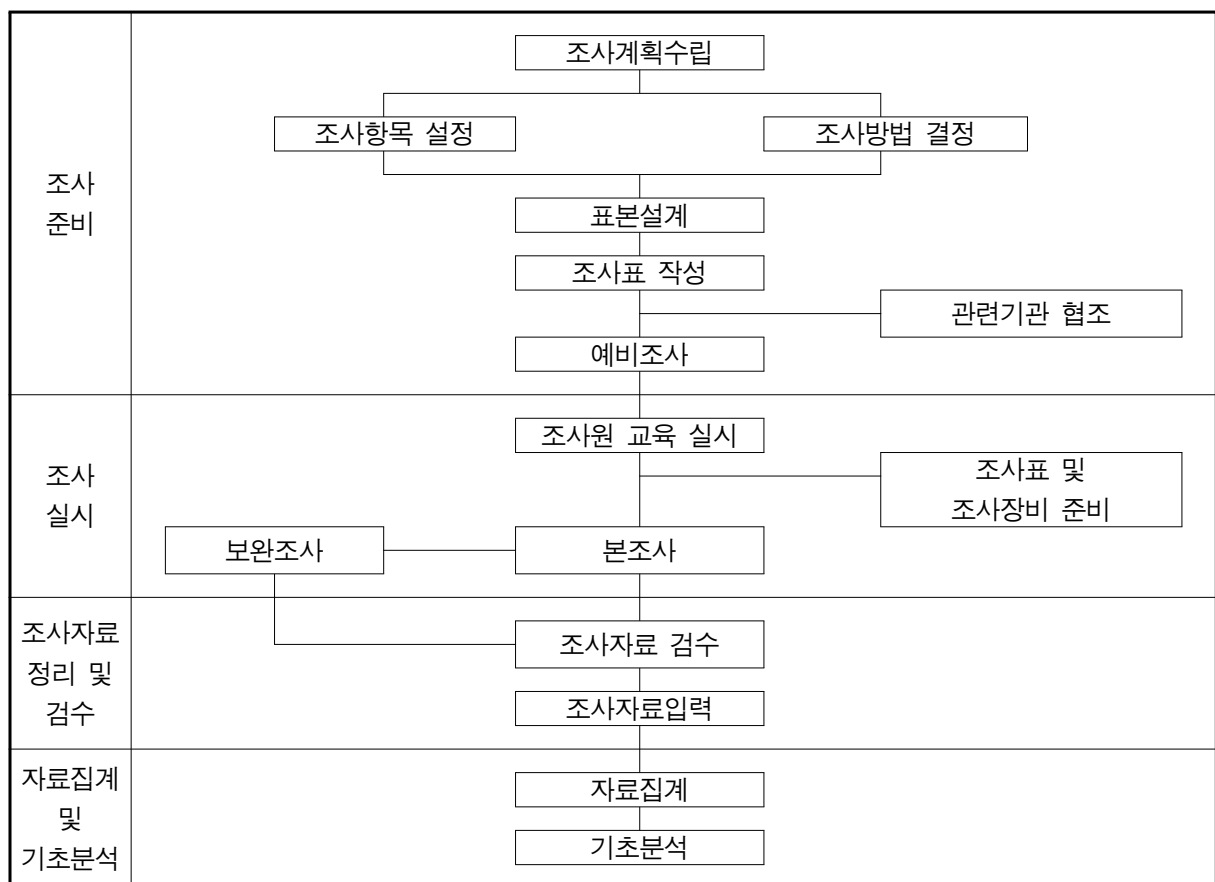 조사계획수립
조사항목 설정
조사방법 결정
조사
준비
표본설계
조사표 작성
관련기관 협조
예비조사
조사원 교육 실시
조사
실시
조사표 및
조사장비 준비
보완조사
본조사
조사자료
정리 및
검수
조사자료 검수
조사자료입력
자료집계
및
기초분석
자료집계
기초분석